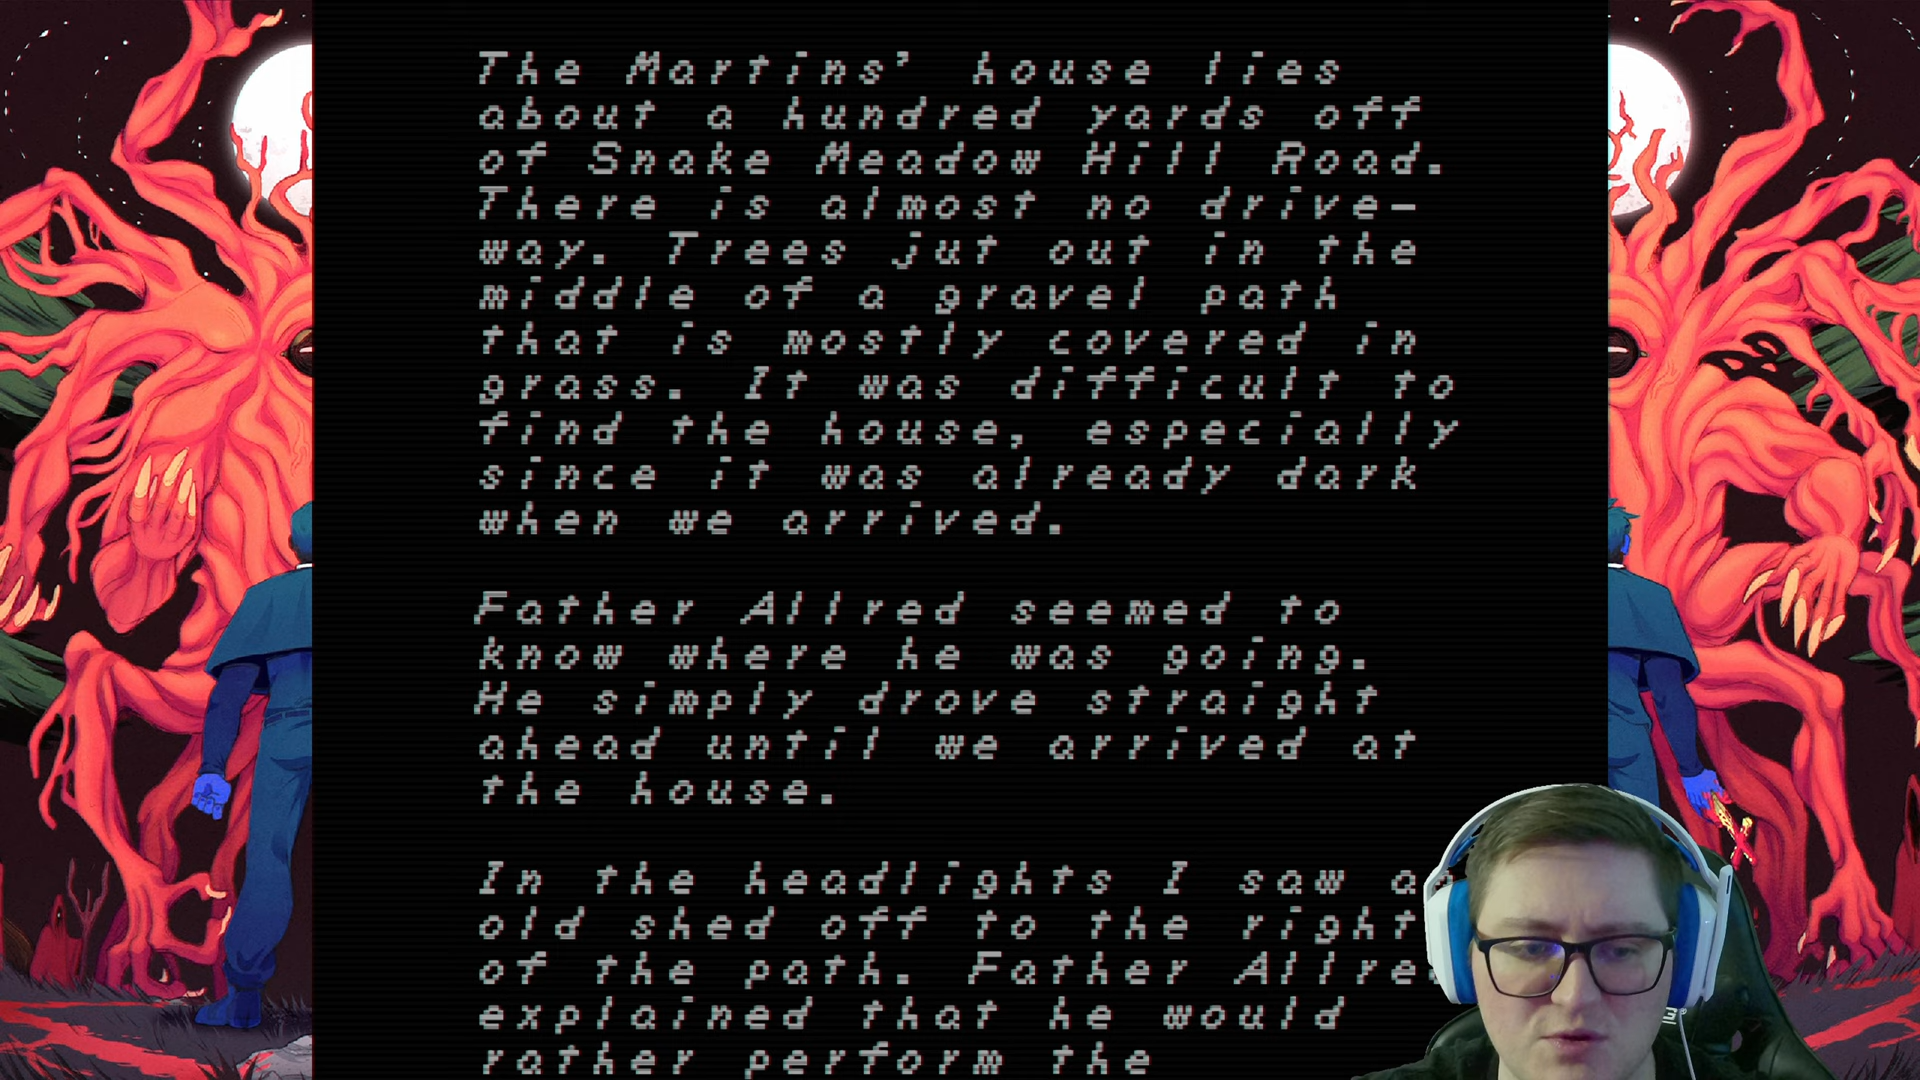 The Martins' house lies
about a hundred yards off
of Snake Meadow Hill Road.
There is almost no drive-
way. Trees jut out in the
middle of a gravel path
that is mostly covered in
grass. It was difficult to
find the house, especially
since it was already dark
when we arrived.
Father Allred seemed to
know where he was going.
He simply drove straight
ahead until we arrived at
the house.
In the headlights I saw
old shed off to the right
of the path. Father
explained that he would
rather perform the